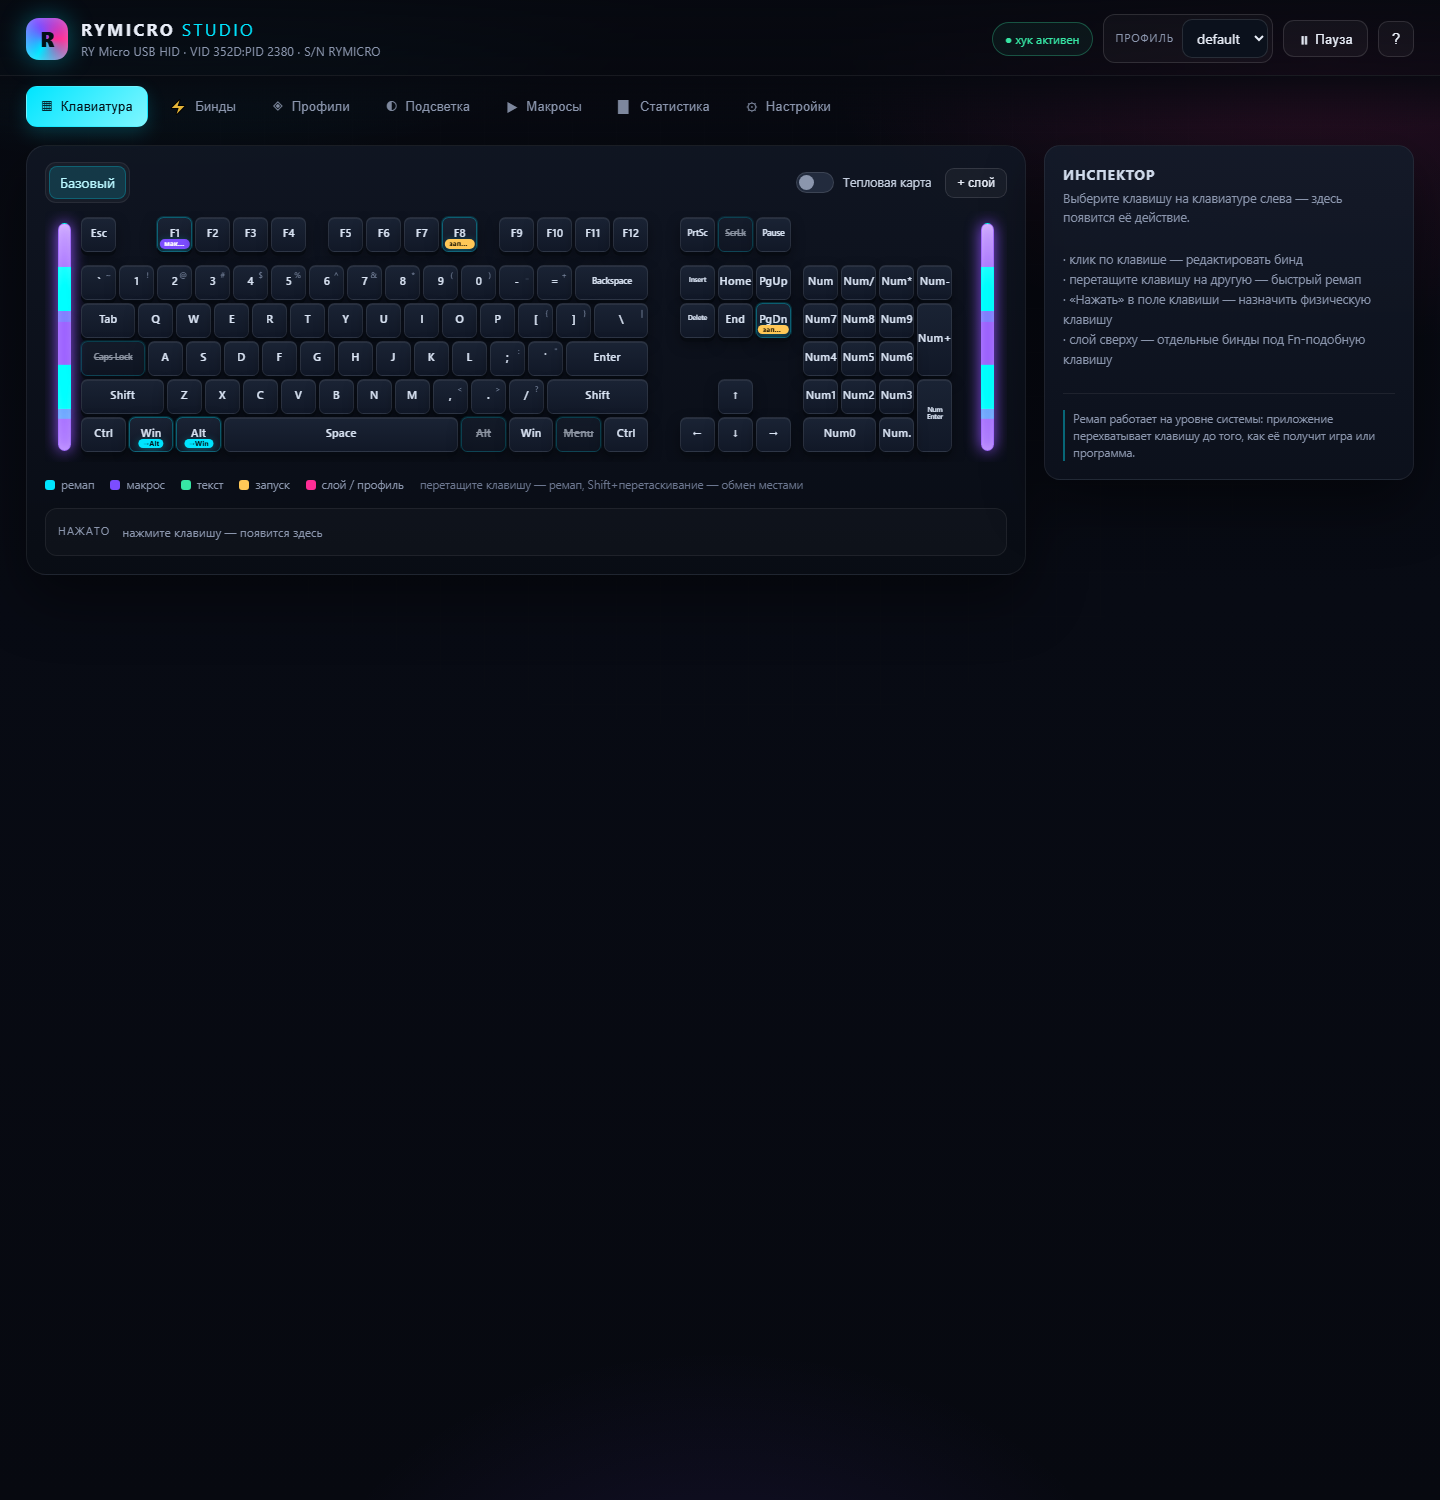 R
RYMICRO STUDIO
RY Micro USB HID · VID 352D:PID 2380 · S/N RYMICRO
● хук активен
ПРОФИЛЬ default
Пауза
?
Клавиатура
Бинды
Профили
Подсветка
Макросы
Статистика
Настройки
Базовый
Тепловая карта
+ слой
Esc F1 F2 F3 F4 F5 F6 F7 F8 F9 F10 F11 F12 PrtSc ScrLk Pause
мак… зап…
` ~ 1 ! 2 @ 3 # 4 $ 5 % 6 ^ 7 & 8 * 9 ( 0 ) - = + Backspace Insert Home PgUp Num Num/ Num* Num-
Tab Q W E R T Y U I O P [ ] \ | Delete End PgDn Num7 Num8 Num9 Num+
зап…
Caps Lock A S D F G H J K L ; ' Enter Num4 Num5 Num6
Shift Z X C V B N M , < . > / ? Shift ↑ Num1 Num2 Num3 Num Enter
Ctrl Win Alt Space Alt Win Menu Ctrl ← ↓ → Num0 Num.
→Alt →Win
ремап макрос текст запуск слой / профиль перетащите клавишу — ремап, Shift+перетаскивание — обмен местами
НАЖАТО нажмите клавишу — появится здесь
ИНСПЕКТОР
Выберите клавишу на клавиатуре слева — здесь
появится её действие.
· клик по клавише — редактировать бинд
· перетащите клавишу на другую — быстрый ремап
· «Нажать» в поле клавиши — назначить физическую
клавишу
· слой сверху — отдельные бинды под Fn-подобную
клавишу
Ремап работает на уровне системы: приложение
перехватывает клавишу до того, как её получит игра или
программа.